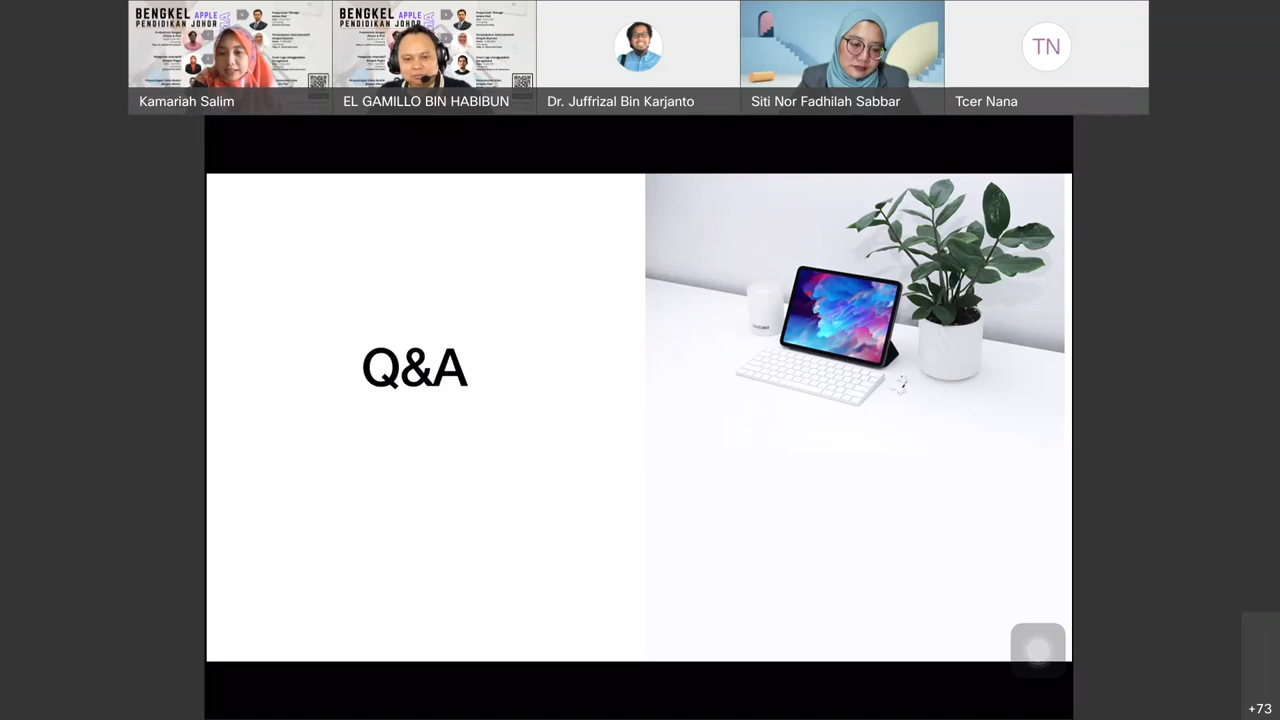 BENGKEL APPLE
PENDIDIKAN JOHOR
BENGKEL APPLE
PENDIDIKAN JOHOR
TN
Kamariah Salim
EL GAMILLO BIN HABIBUN
Dr. Juffrizal Bin Karjanto
Siti Nor Fadhilah Sabbar
Tcer Nana
Q&A
+73